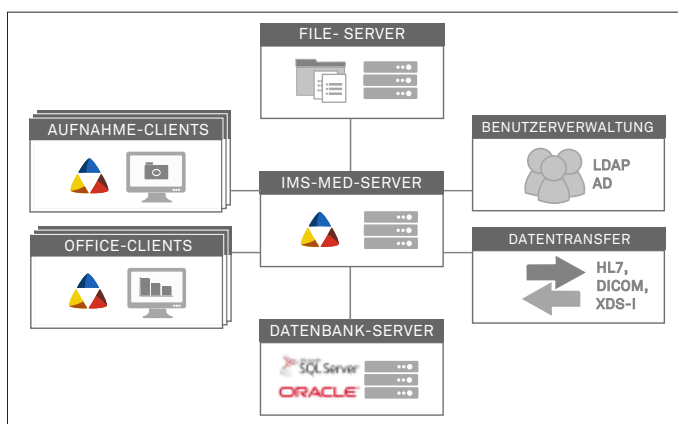 FILE- SERVER
AUFNAHME-CLIENTS
BENUTZERVERWALTUNG
LDAP
AD
IMS-MED-SERVER
OFFICE-CLIENTS
DATENTRANSFER
HL7,
DICOM,
XDS-I
DATENBANK-SERVER
SQL Server
ORACLE